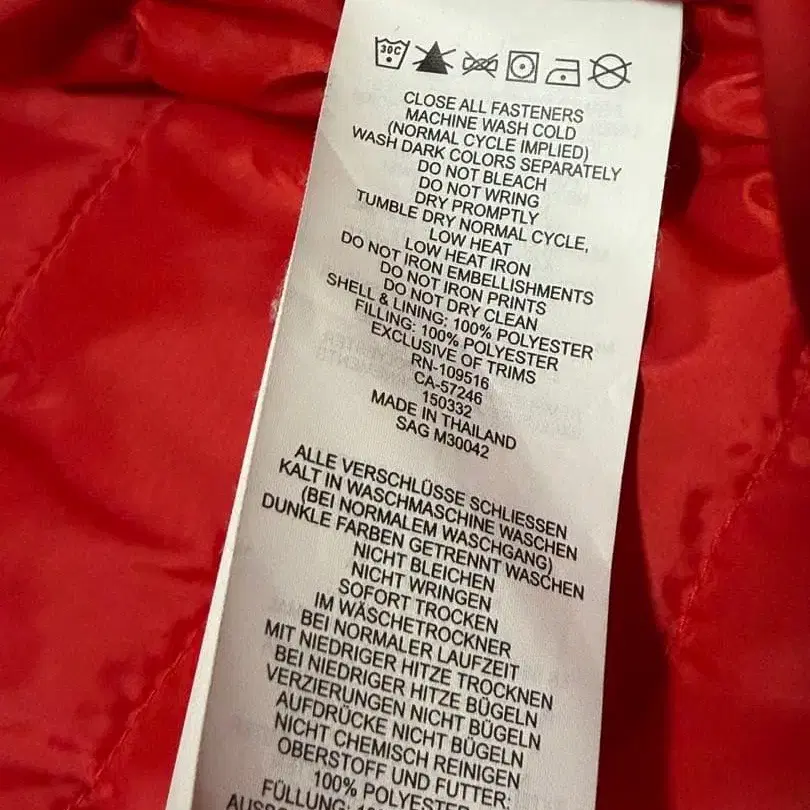 30C
CLOSE ALL FASTENERS
MACHINE WASH COLD
(NORMAL CYCLE IMPLIED)
WASH DARK COLORS SEPARATELY
DO NOT BLEACH
DO NOT WRING
DRY PROMPTLY
TUMBLE DRY NORMAL CYCLE,
LOW HEAT
LOW HEAT IRON
DO NOT IRON EMBELLISHMENTS
DO NOT IRON PRINTS
DO NOT DRY CLEAN
SHELL & LINING: 100% POLYESTER
FILLING: 100% POLYESTER
EXCLUSIVE OF TRIMS
RN-109516
CA-57246
150332
MADE IN THAILAND
SAG M30042
ALLE VERSCHLÜSSE SCHLIESSEN
KALT IN WASCHMASCHINE WASCHEN
(BEI NORMALEM WASCHGANG)
DUNKLE FARBEN GETRENNT WASCHEN
NICHT BLEICHEN
NICHT WRINGEN
SOFORT TROCKEN
IM WÄSCHETROCKNER
BEI NORMALER LAUFZEIT
MIT NIEDRIGER HITZE TROCKNEN
BEI NIEDRIGER HITZE BÜGELN
VERZIERUNGEN NICHT BÜGELN
AUFDRÜCKE NICHT BÜGELN
NICHT CHEMISCH REINIGEN
OBERSTOFF UND FUTTER:
100% POLYESTER
FÜLLUNG: